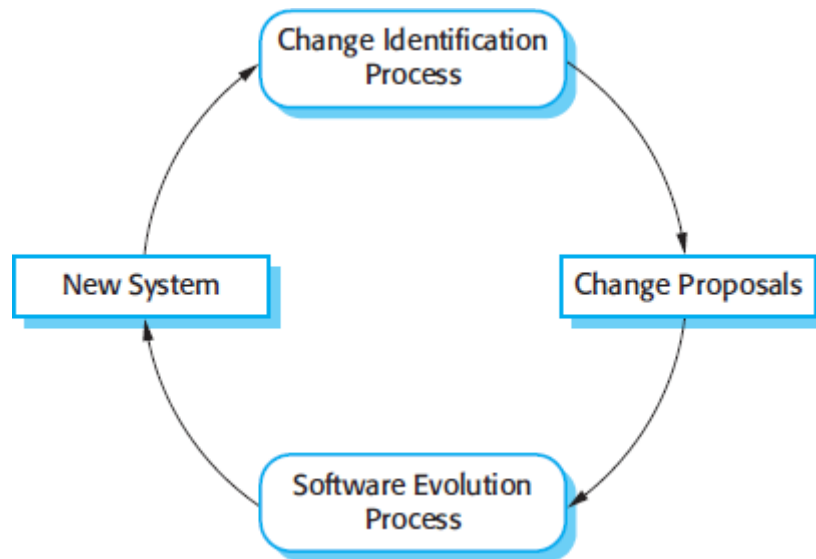 Change Identification
Process
New System
Change Proposals
Software Evolution
Process